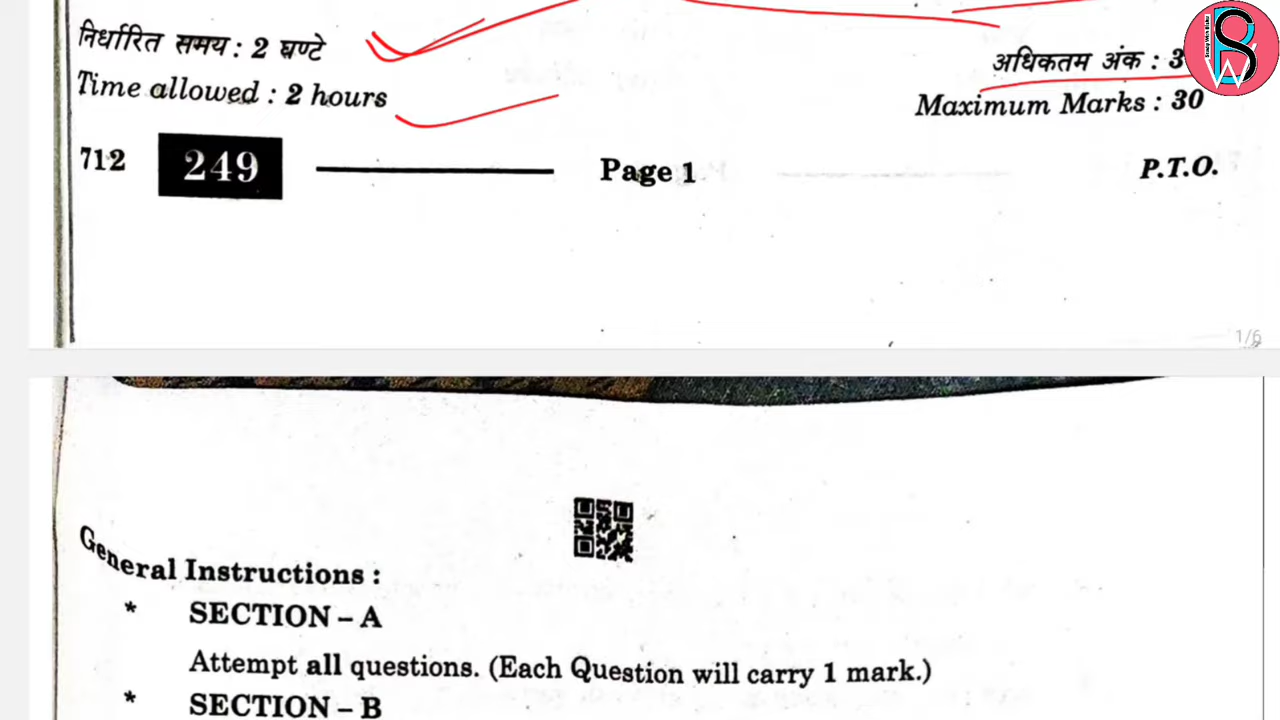 निर्धारित समय : 2 घण्टे
अधिकतम अंक : 3
Time allowed : 2 hours
Maximum Marks : 30
712 249 Page 1 P.T.O.
1/6
General Instructions :
* SECTION – A
Attempt all questions. (Each Question will carry 1 mark.)
* SECTION – B